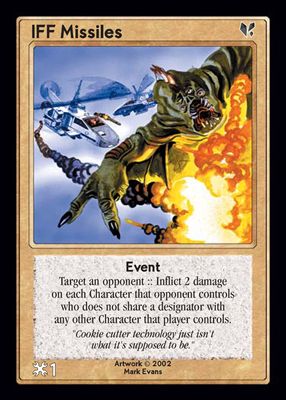 IFF Missiles
Event
Target an opponent :: Inflict 2 damage
on each Character that opponent controls
who does not share a designator with
any other Character that player controls.
"Cookie cutter technology just isn't
what it's supposed to be."
1
Artwork © 2002
Mark Evans